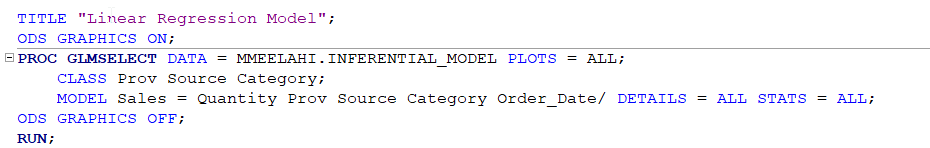 TITLE "Linear Regression Model";
ODS GRAPHICS ON;
PROC GLMSELECT DATA = MMEELAHI.INFERENTIAL_MODEL PLOTS = ALL;
CLASS Prov Source Category;
MODEL Sales = Quantity Prov Source Category Order_Date/ DETAILS = ALL STATS = ALL;
ODS GRAPHICS OFF;
RUN;